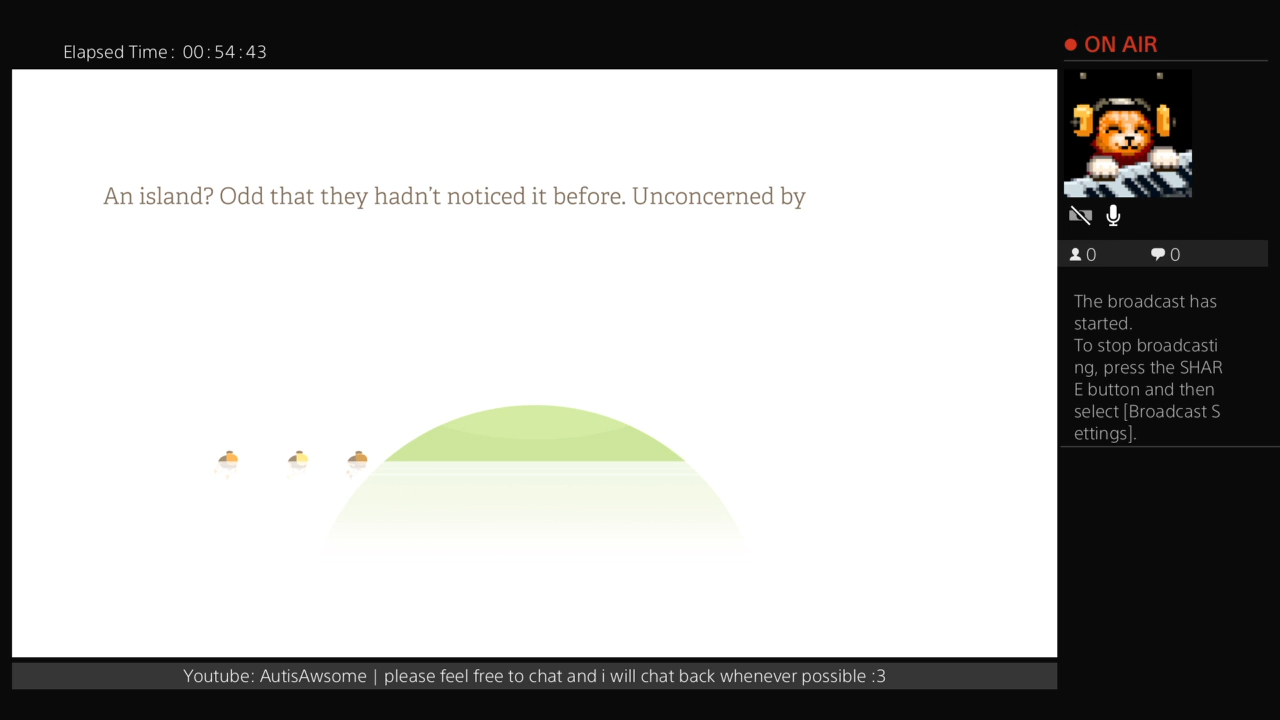 Elapsed Time: 00:54:43
ON AIR
An island? Odd that they hadn't noticed it before. Unconcerned by
0
0
The broadcast has
started.
To stop broadcasti
ng, press the SHAR
E button and then
select [Broadcast S
ettings].
Youtube: AutisAwsome | please feel free to chat and i will chat back whenever possible :3